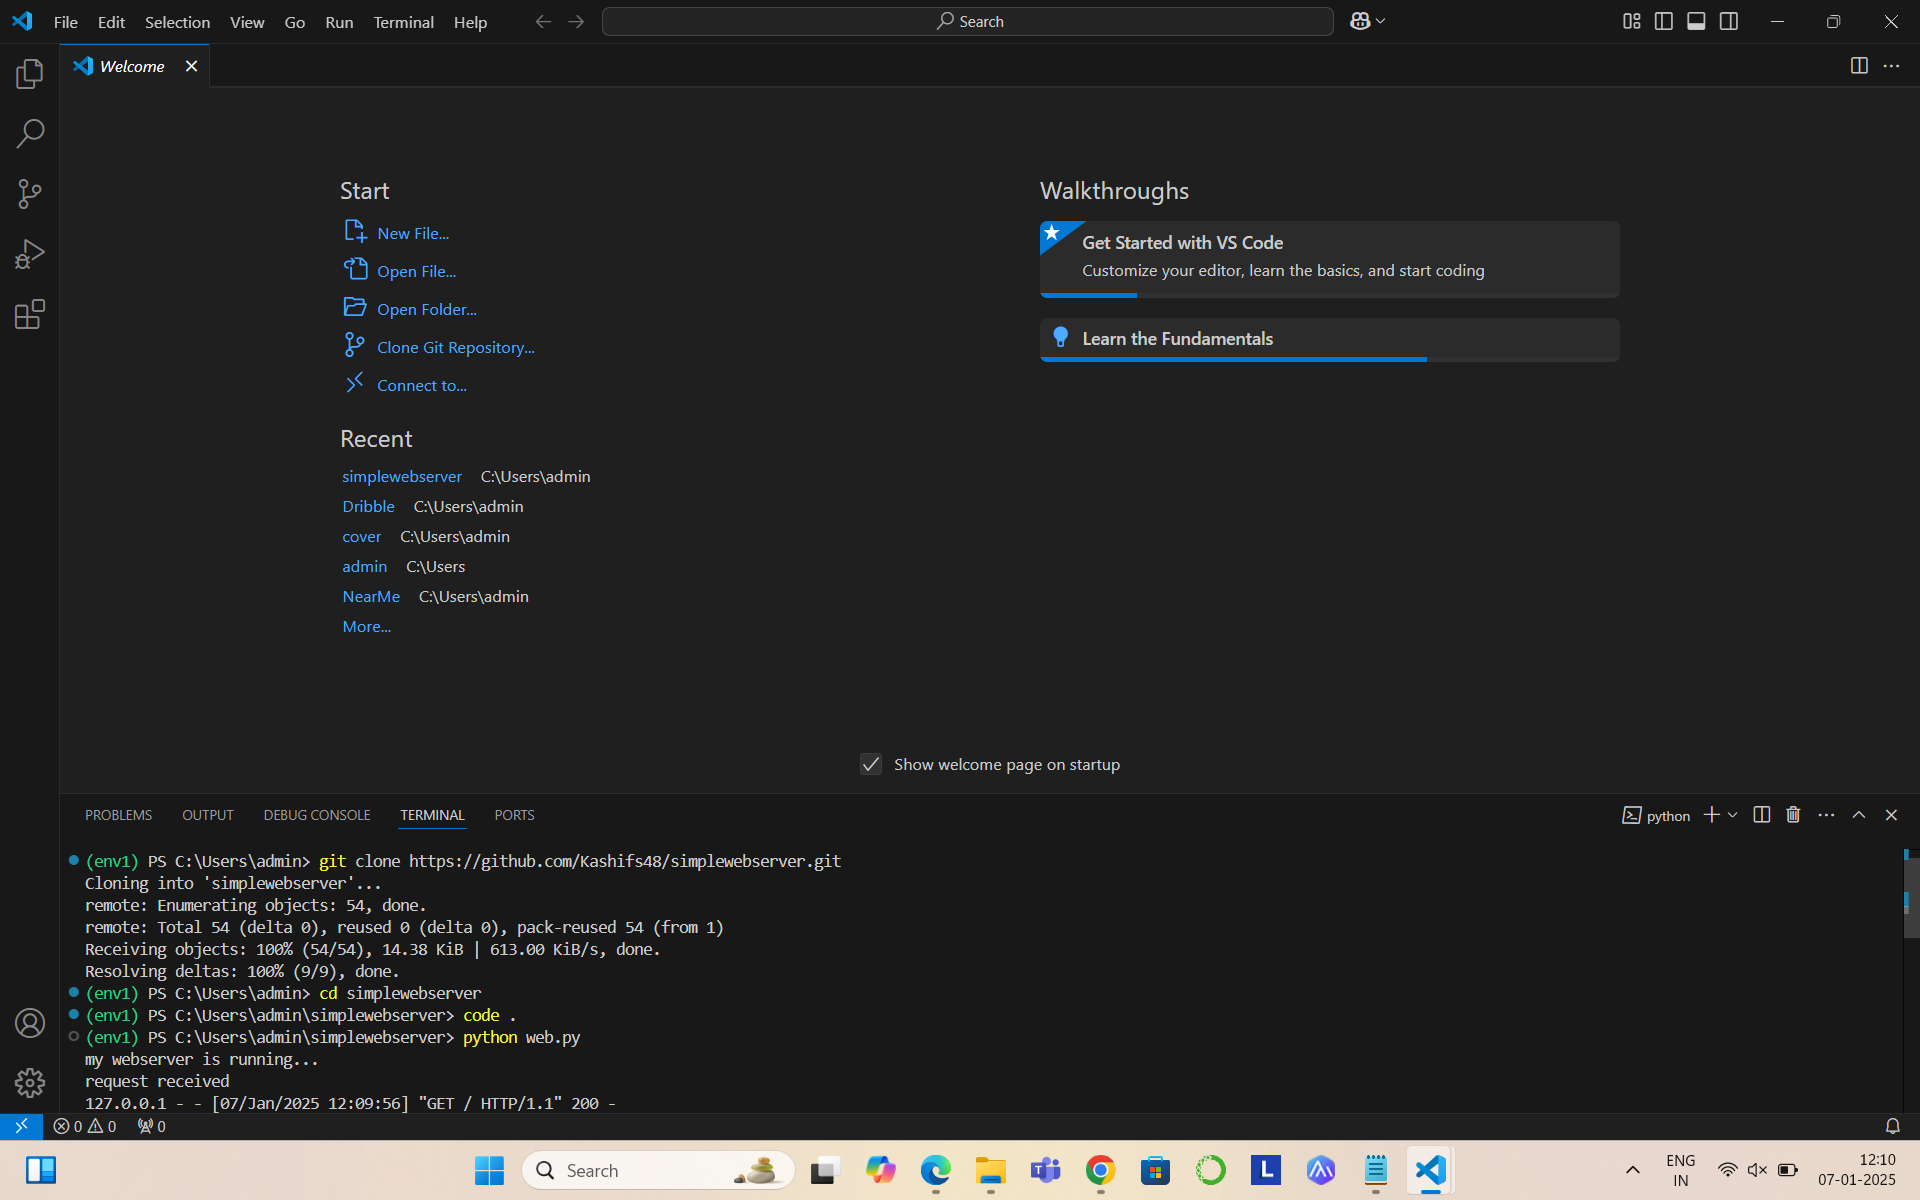 File Edit Selection View Go Run Terminal Help
Search
Welcome
Start
New File...
Open File...
Open Folder...
Clone Git Repository...
Connect to...
Recent
simplewebserver C:\Users\admin
Dribble C:\Users\admin
cover C:\Users\admin
admin C:\Users
NearMe C:\Users\admin
More...
Walkthroughs
Get Started with VS Code
Customize your editor, learn the basics, and start coding
Learn the Fundamentals
Show welcome page on startup
PROBLEMS OUTPUT DEBUG CONSOLE TERMINAL PORTS
python
(env1) PS C:\Users\admin> git clone https://github.com/Kashifs48/simplewebserver.git
Cloning into 'simplewebserver'...
remote: Enumerating objects: 54, done.
remote: Total 54 (delta 0), reused 0 (delta 0), pack-reused 54 (from 1)
Receiving objects: 100% (54/54), 14.38 KiB | 613.00 KiB/s, done.
Resolving deltas: 100% (9/9), done.
(env1) PS C:\Users\admin> cd simplewebserver
(env1) PS C:\Users\admin\simplewebserver> code .
(env1) PS C:\Users\admin\simplewebserver> python web.py
my webserver is running...
request received
127.0.0.1 - - [07/Jan/2025 12:09:56] "GET / HTTP/1.1" 200 -
0 0 0
Search
L
ENG
IN
12:10
07-01-2025